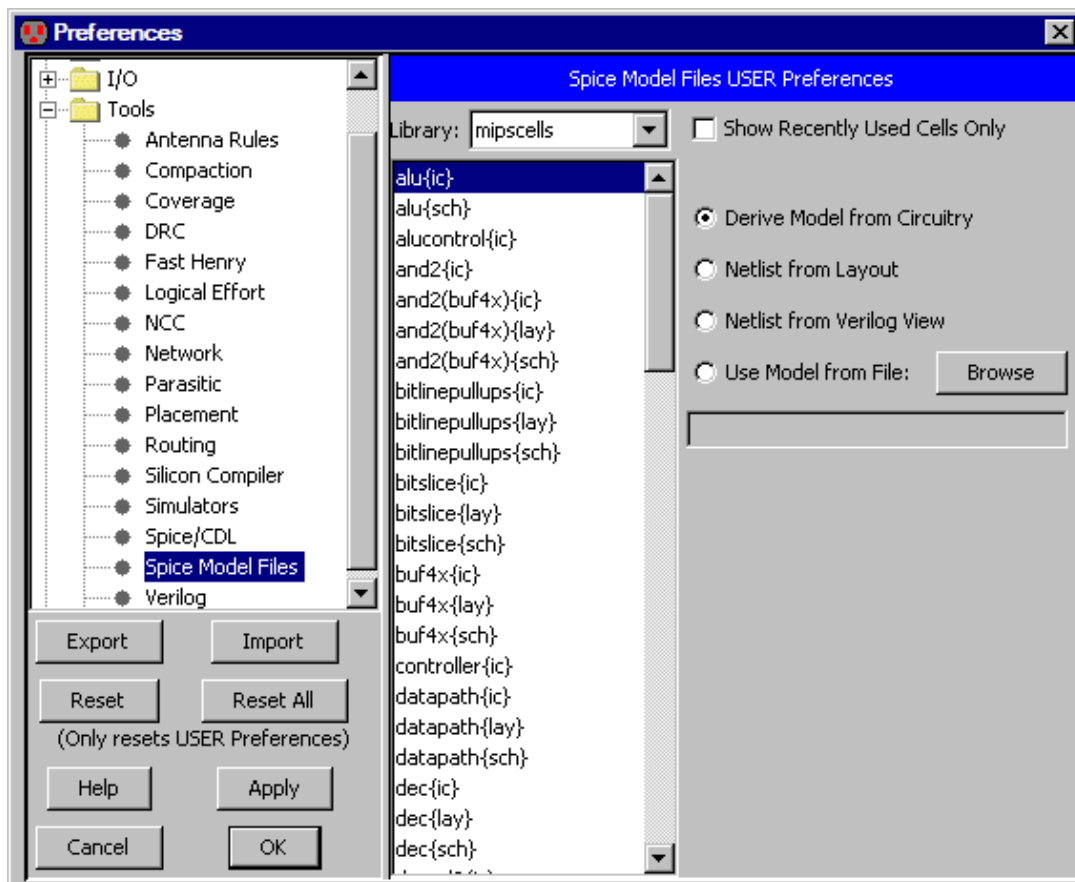 Preferences
I/O
Tools
Antenna Rules
Compaction
Coverage
DRC
Fast Henry
Logical Effort
NCC
Network
Parasitic
Placement
Routing
Silicon Compiler
Simulators
Spice/CDL
Spice Model Files
Verilog
Export Import
Reset Reset All
(Only resets USER Preferences)
Help Apply
Cancel OK
Spice Model Files USER Preferences
Library: mipscells
alu{ic}
alu{sch}
alucontrol{ic}
and2{ic}
and2(buf4x){ic}
and2(buf4x){lay}
and2(buf4x){sch}
bitlinepullups{ic}
bitlinepullups{lay}
bitlinepullups{sch}
bitslice{ic}
bitslice{lay}
bitslice{sch}
buf4x{ic}
buf4x{lay}
buf4x{sch}
controller{ic}
datapath{ic}
datapath{lay}
datapath{sch}
dec{ic}
dec{lay}
dec{sch}
Show Recently Used Cells Only
Derive Model from Circuitry
Netlist from Layout
Netlist from Verilog View
Use Model from File: Browse